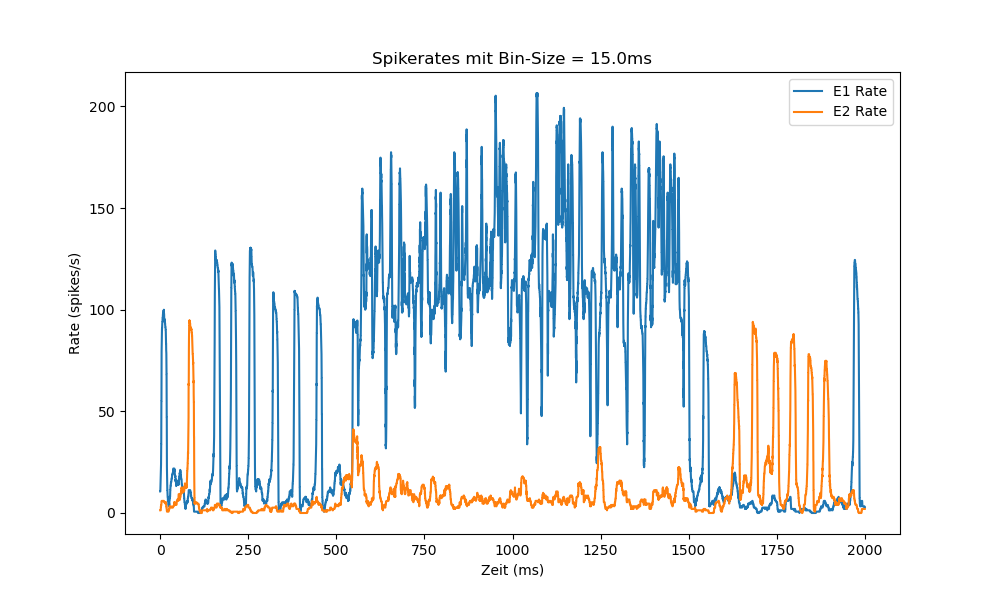 Spikerates mit Bin-Size = 15.0ms
E1 Rate
E2 Rate
200
150
100
50
0
Rate (spikes/s)
0 250 500 750 1000 1250 1500 1750 2000
Zeit (ms)